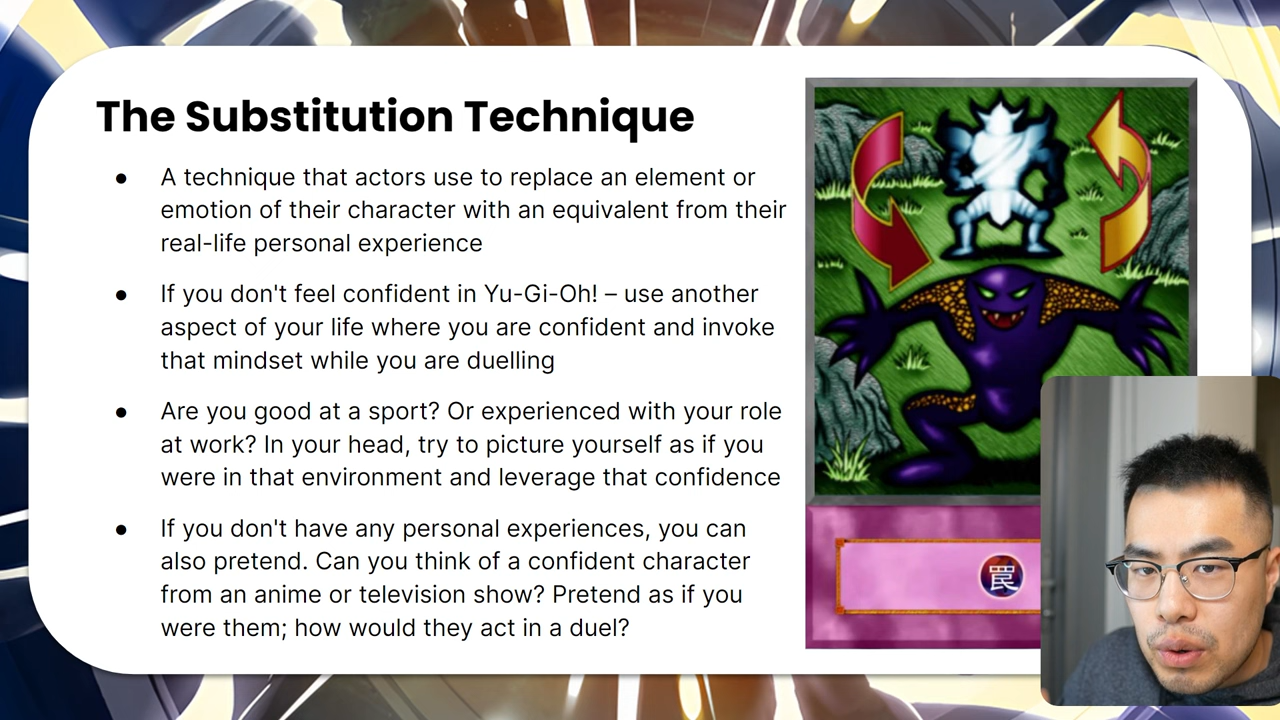 The Substitution Technique
● A technique that actors use to replace an element or
emotion of their character with an equivalent from their
real-life personal experience
● If you don't feel confident in Yu-Gi-Oh! – use another
aspect of your life where you are confident and invoke
that mindset while you are duelling
● Are you good at a sport? Or experienced with your role
at work? In your head, try to picture yourself as if you
were in that environment and leverage that confidence
● If you don't have any personal experiences, you can
also pretend. Can you think of a confident character
from an anime or television show? Pretend as if you
were them; how would they act in a duel?
罠